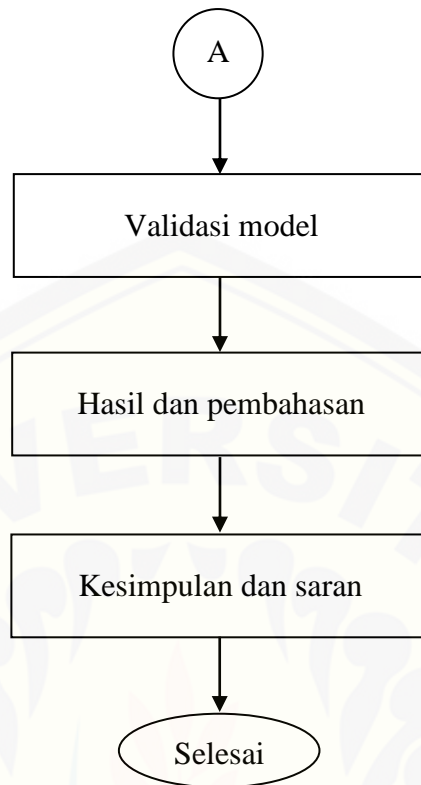 A
Validasi model
Hasil dan pembahasan
Kesimpulan dan saran
Selesai